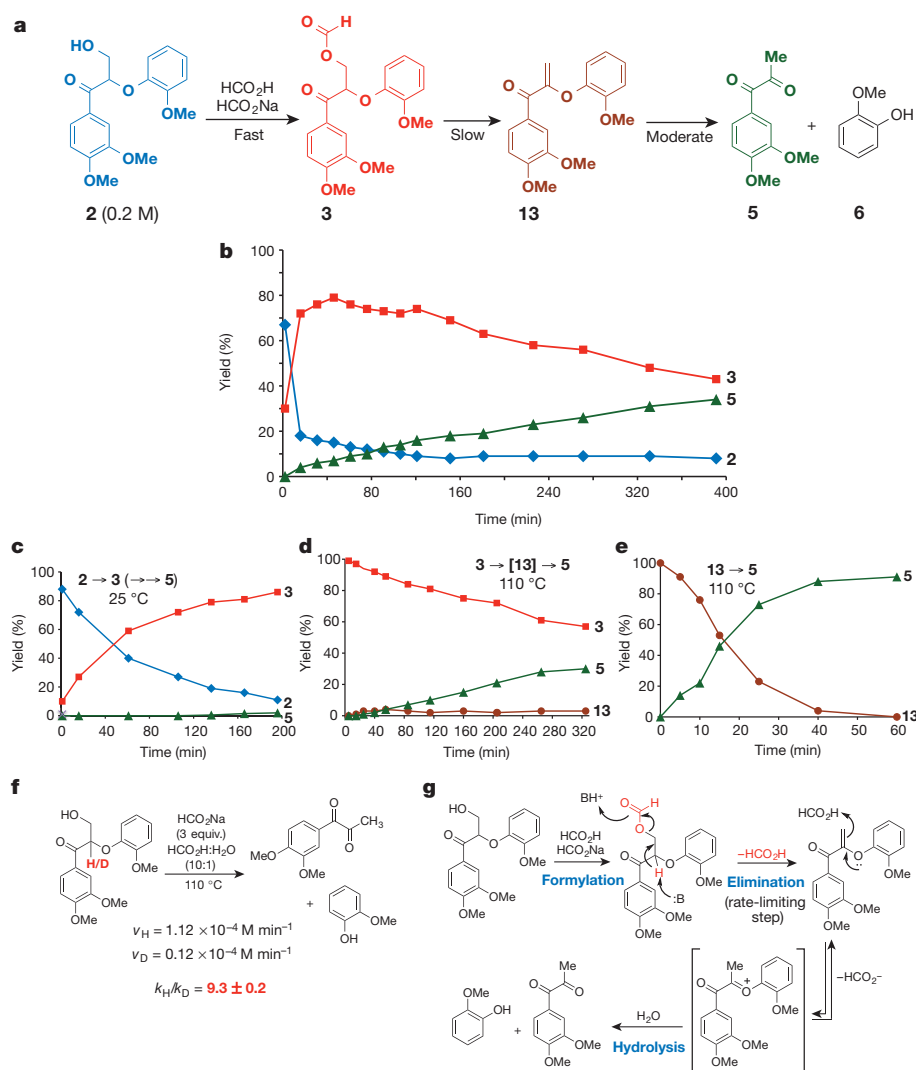 a
HO
O
O
OMe
OMe
OMe
2 (0.2 M)
HCO2H
HCO2Na
Fast
O
H
O
O
O
OMe
OMe
OMe
3
Slow
O
O
OMe
OMe
OMe
13
Moderate
Me
O
O
OMe
OMe
5
+
OMe
OH
6
b
Yield (%)
100
80
60
40
20
0
0 80 160 240 320 400
Time (min)
3
5
2
c
2 → 3 (→→ 5)
25 °C
Yield (%)
100
80
60
40
20
0
0 40 80 120 160 200
Time (min)
3
2
5
d
3 → [13] → 5
110 °C
Yield (%)
100
80
60
40
20
0
0 40 80 120 160 200 240 280 320
Time (min)
3
5
13
e
13 → 5
110 °C
Yield (%)
100
80
60
40
20
0
0 10 20 30 40 50 60
Time (min)
5
13
f
HO
O
O
H/D
OMe
OMe
OMe
HCO2Na
(3 equiv.)
HCO2H:H2O
(10:1)
110 °C
O
CH3
O
MeO
OMe
+
OMe
OH
vH = 1.12 ×10−4 M min−1
vD = 0.12 ×10−4 M min−1
kH/kD = 9.3 ± 0.2
g
HO
O
O
OMe
OMe
OMe
HCO2H
HCO2Na
Formylation
BH+
O
H
O
O
O
H
:B
OMe
OMe
OMe
−HCO2H
Elimination
(rate-limiting
step)
HCO2H
O
O
OMe
OMe
OMe
−HCO2−
Me
O
O
+
OMe
OMe
OMe
H2O
Hydrolysis
OMe
OH
+
Me
O
O
OMe
OMe